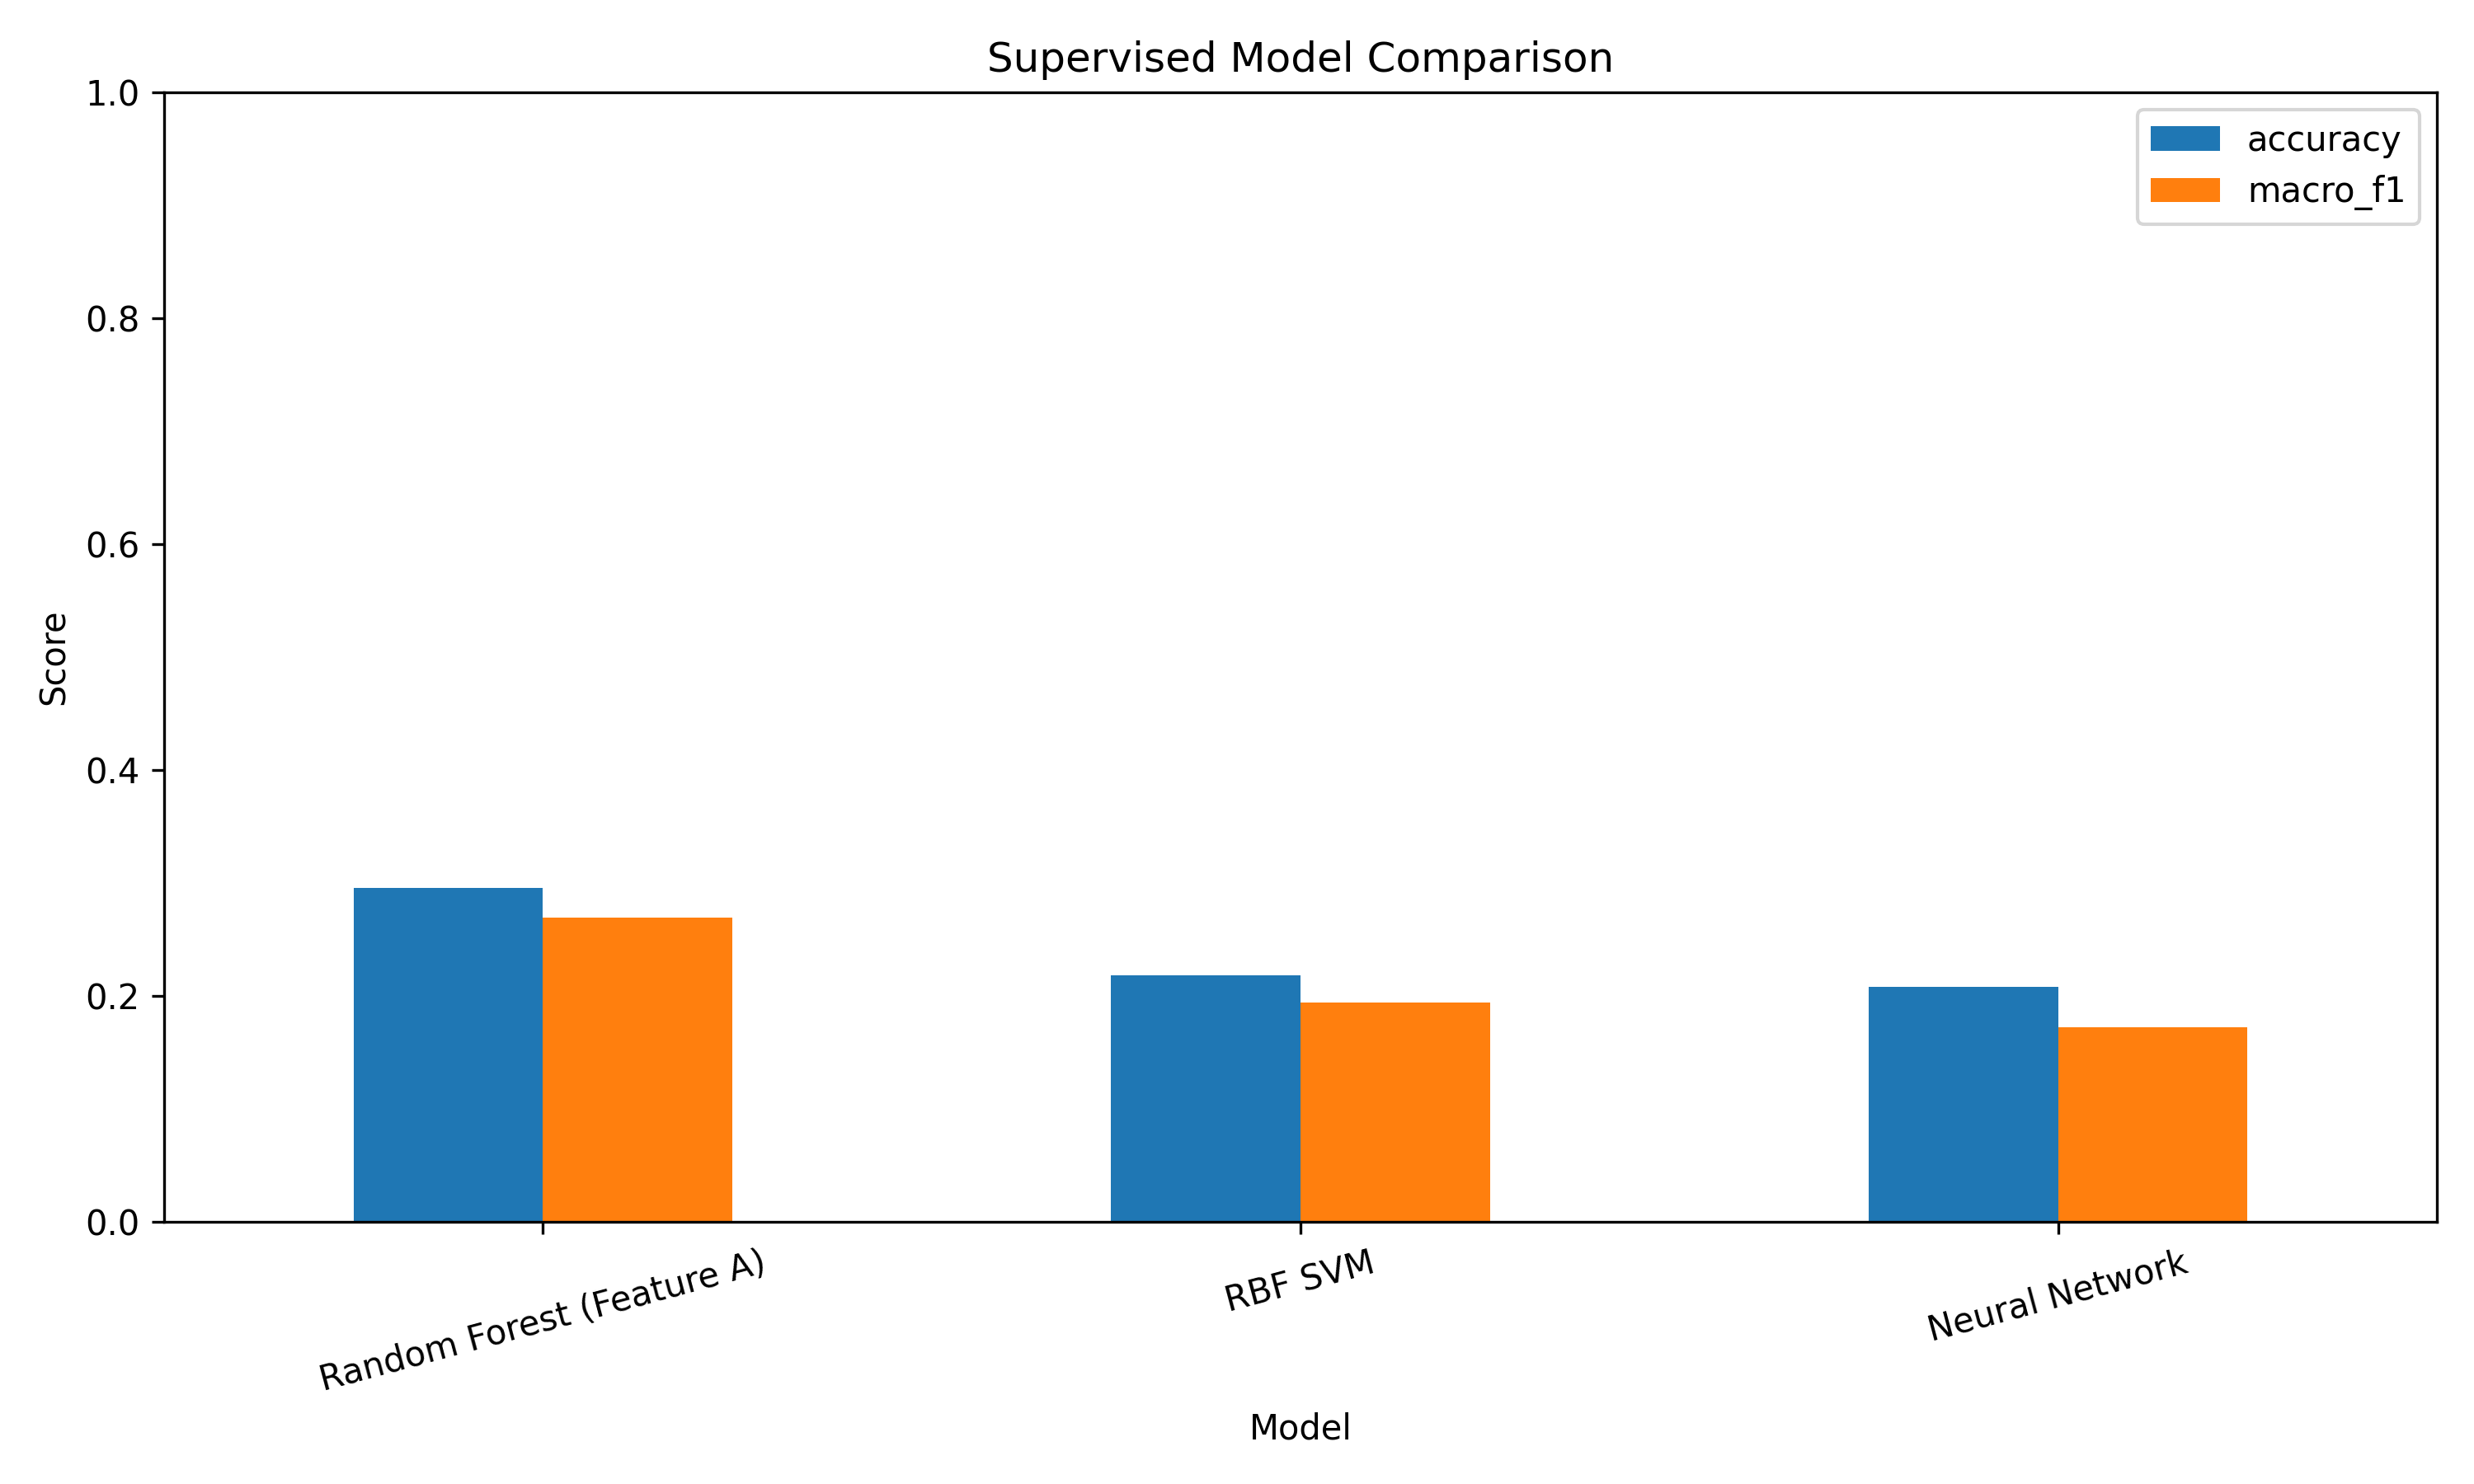 Supervised Model Comparison
accuracy
macro_f1
1.0
0.8
0.6
0.4
0.2
0.0
Score
Random Forest (Feature A)
RBF SVM
Neural Network
Model